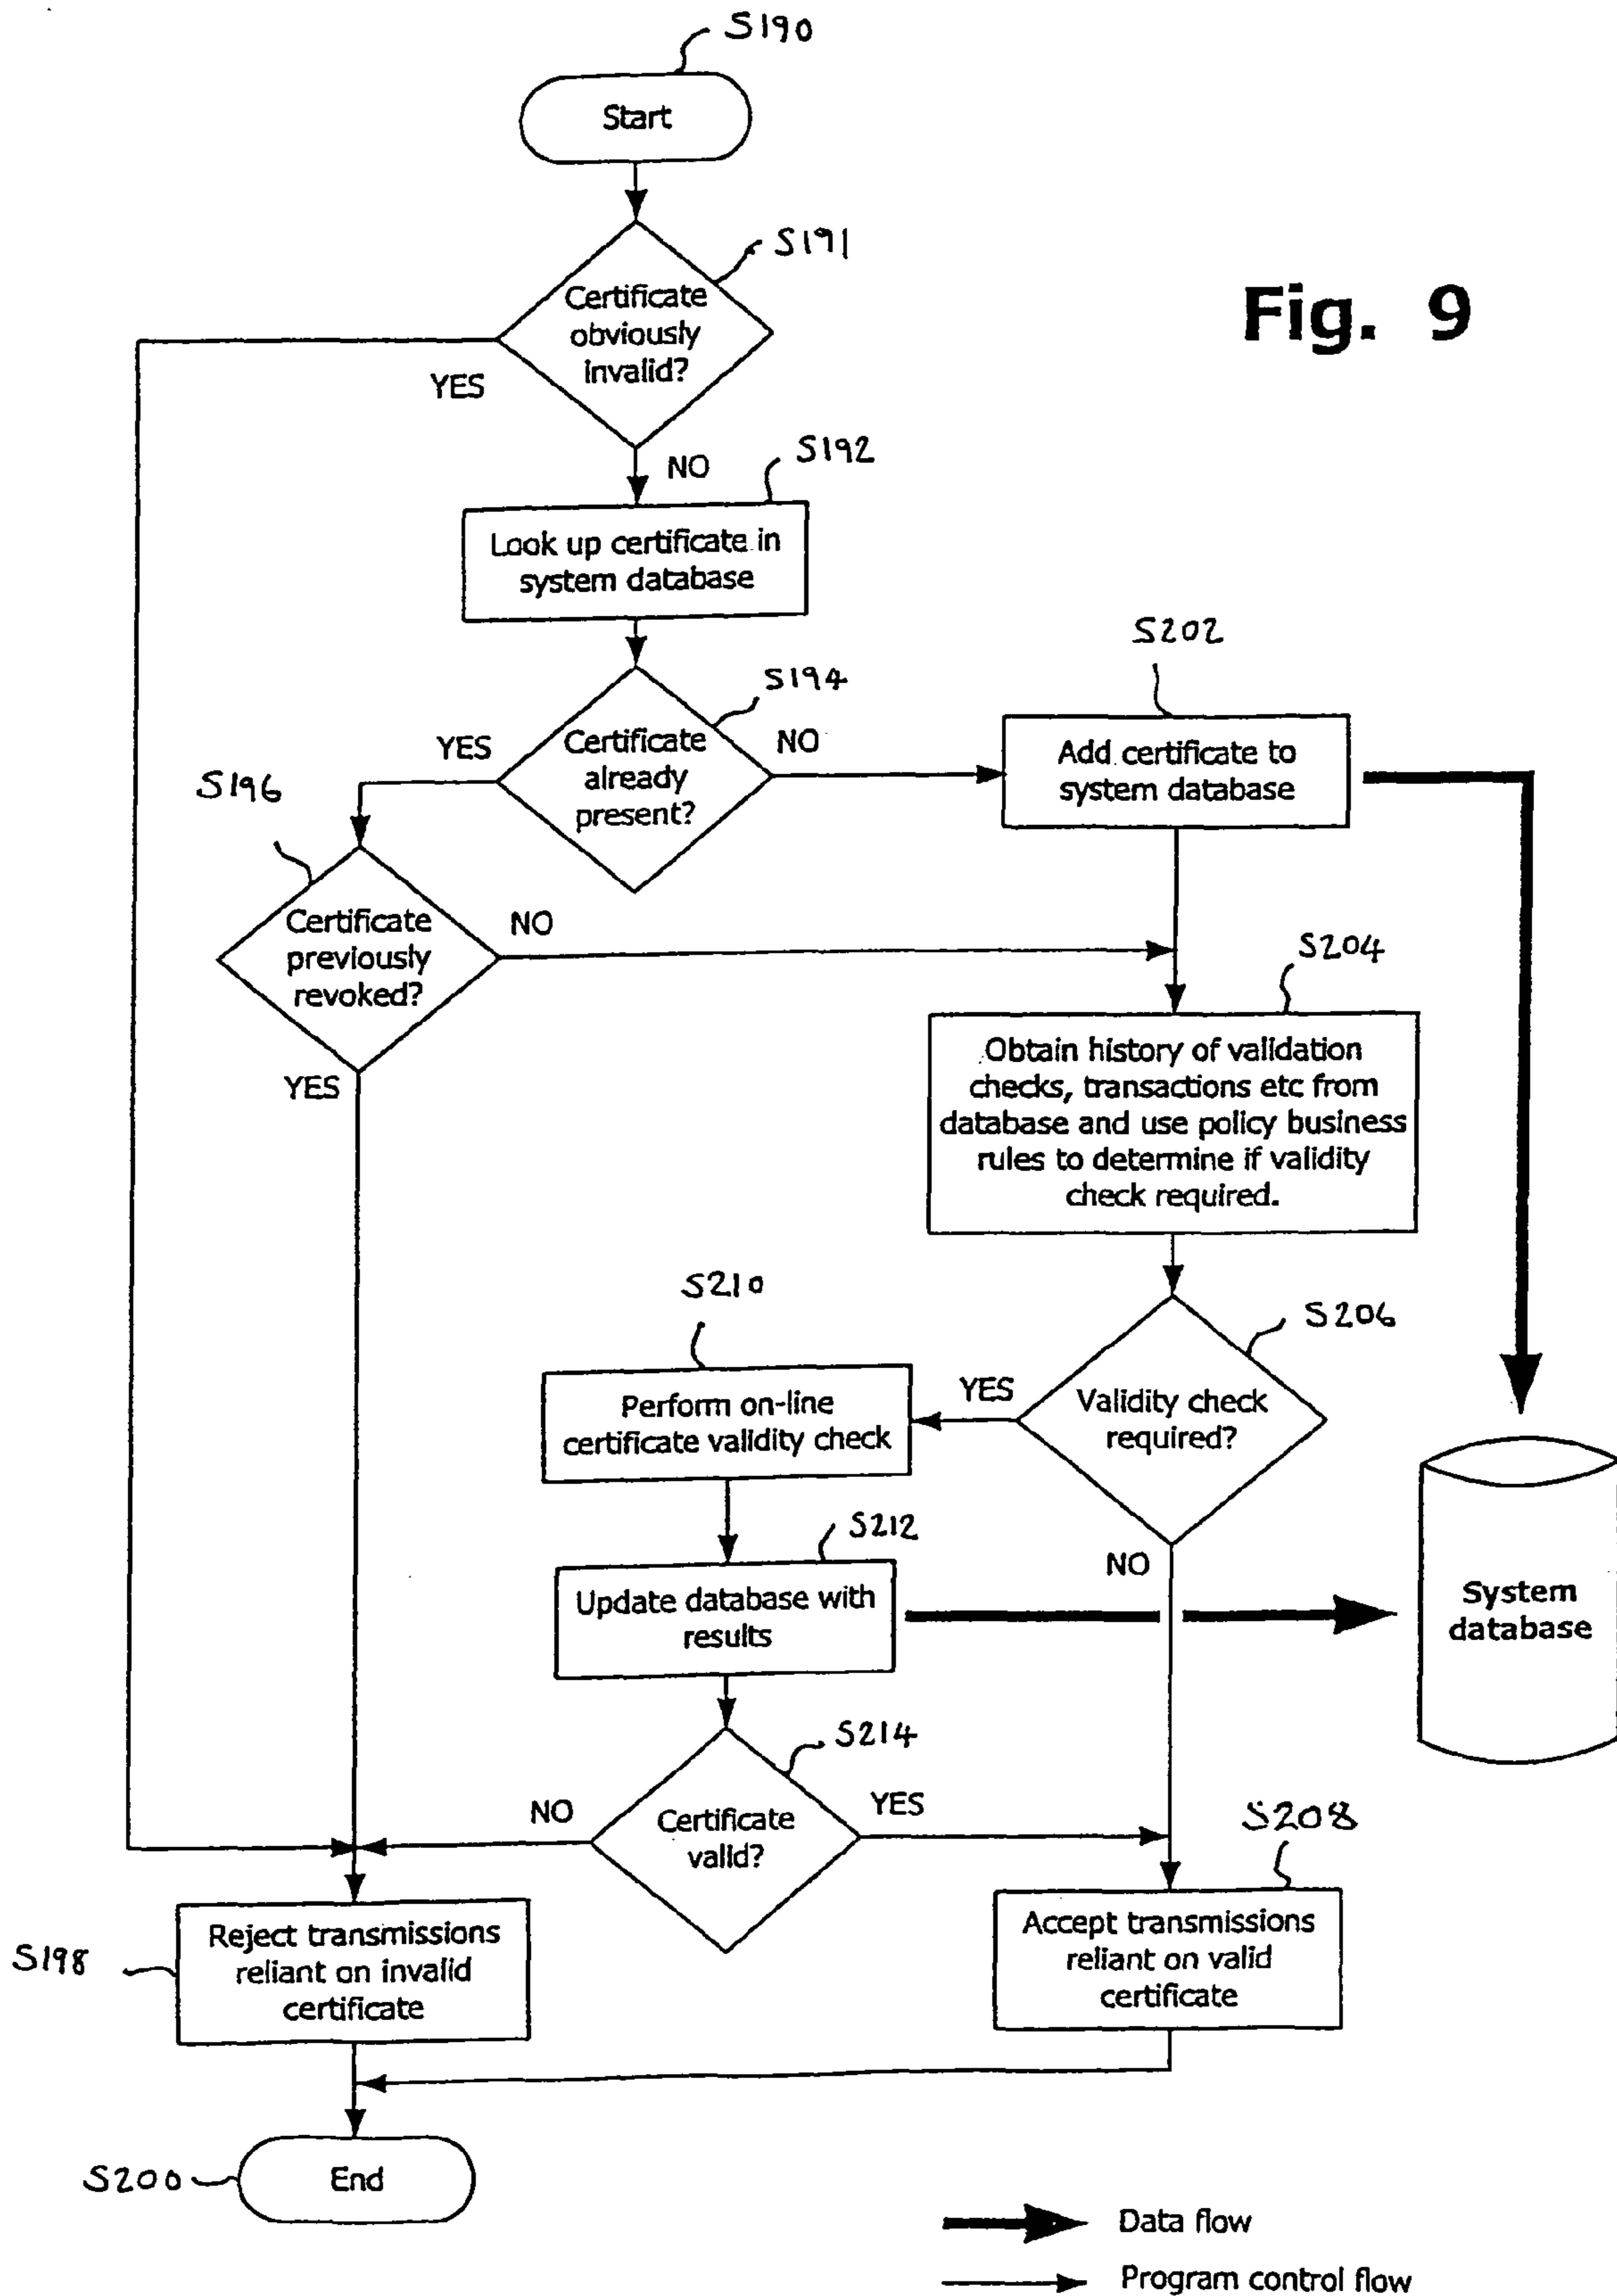 S190
Start
S191
Certificate
obviously
invalid?
YES
NO
Fig. 9
S192
Look up certificate in
system database
S194
Certificate
already
present?
YES
NO
S202
Add certificate to
system database
S196
Certificate
previously
revoked?
NO
YES
S204
Obtain history of validation
checks, transactions etc from
database and use policy business
rules to determine if validity
check required.
S206
Validity check
required?
YES
NO
S210
Perform on-line
certificate validity check
S212
Update database with
results
System
database
S214
Certificate
valid?
NO
YES
S208
Accept transmissions
reliant on valid
certificate
S198
Reject transmissions
reliant on invalid
certificate
S200
End
Data flow
Program control flow